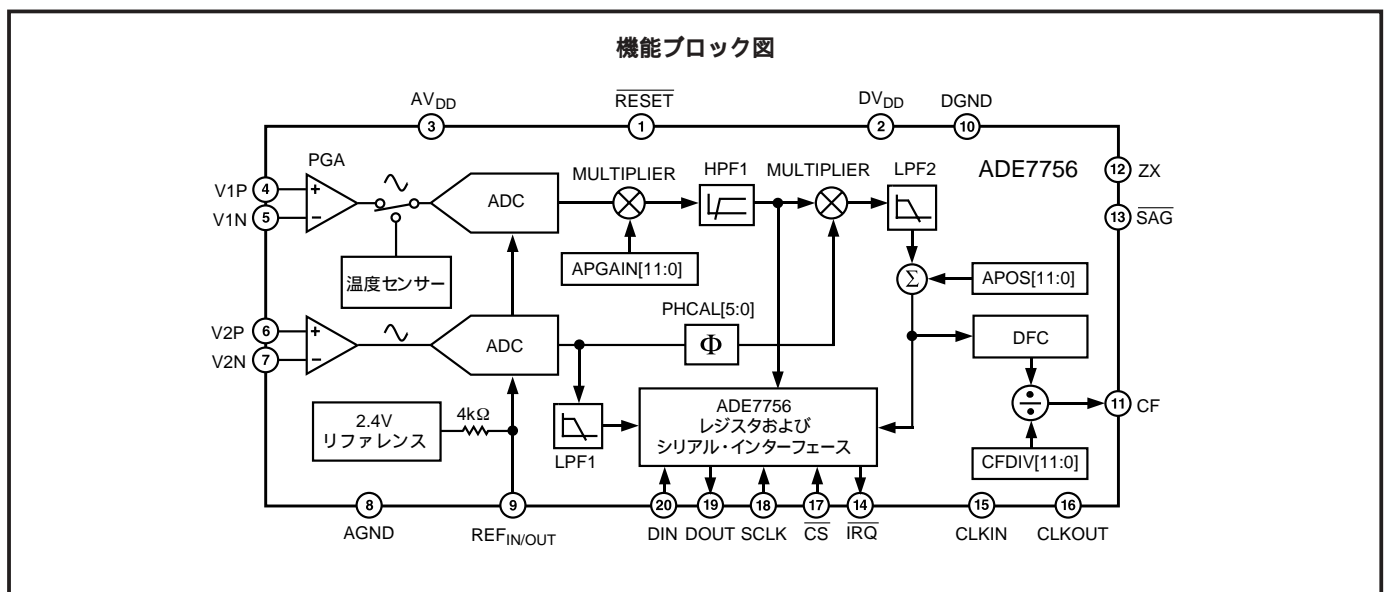 機能ブロック図
AVDD
RESET
DVDD
DGND
3
1
2
10
PGA
ADE7756
MULTIPLIER
HPF1
MULTIPLIER
LPF2
12 ZX
V1P 4
+
ADC
V1N 5
−
13 SAG
温度センサー
APGAIN[11:0]
Σ
APOS[11:0]
PHCAL[5:0]
V2P 6
+
ADC
Φ
DFC
V2N 7
−
2.4V
リファレンス
4kΩ
LPF1
ADE7756
レジスタおよび
シリアル・インターフェース
÷
11 CF
CFDIV[11:0]
8
9
20
19
18
17
14
15
16
AGND
REFIN/OUT
DIN
DOUT
SCLK
CS
IRQ
CLKIN
CLKOUT